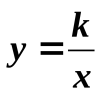 y = k/x